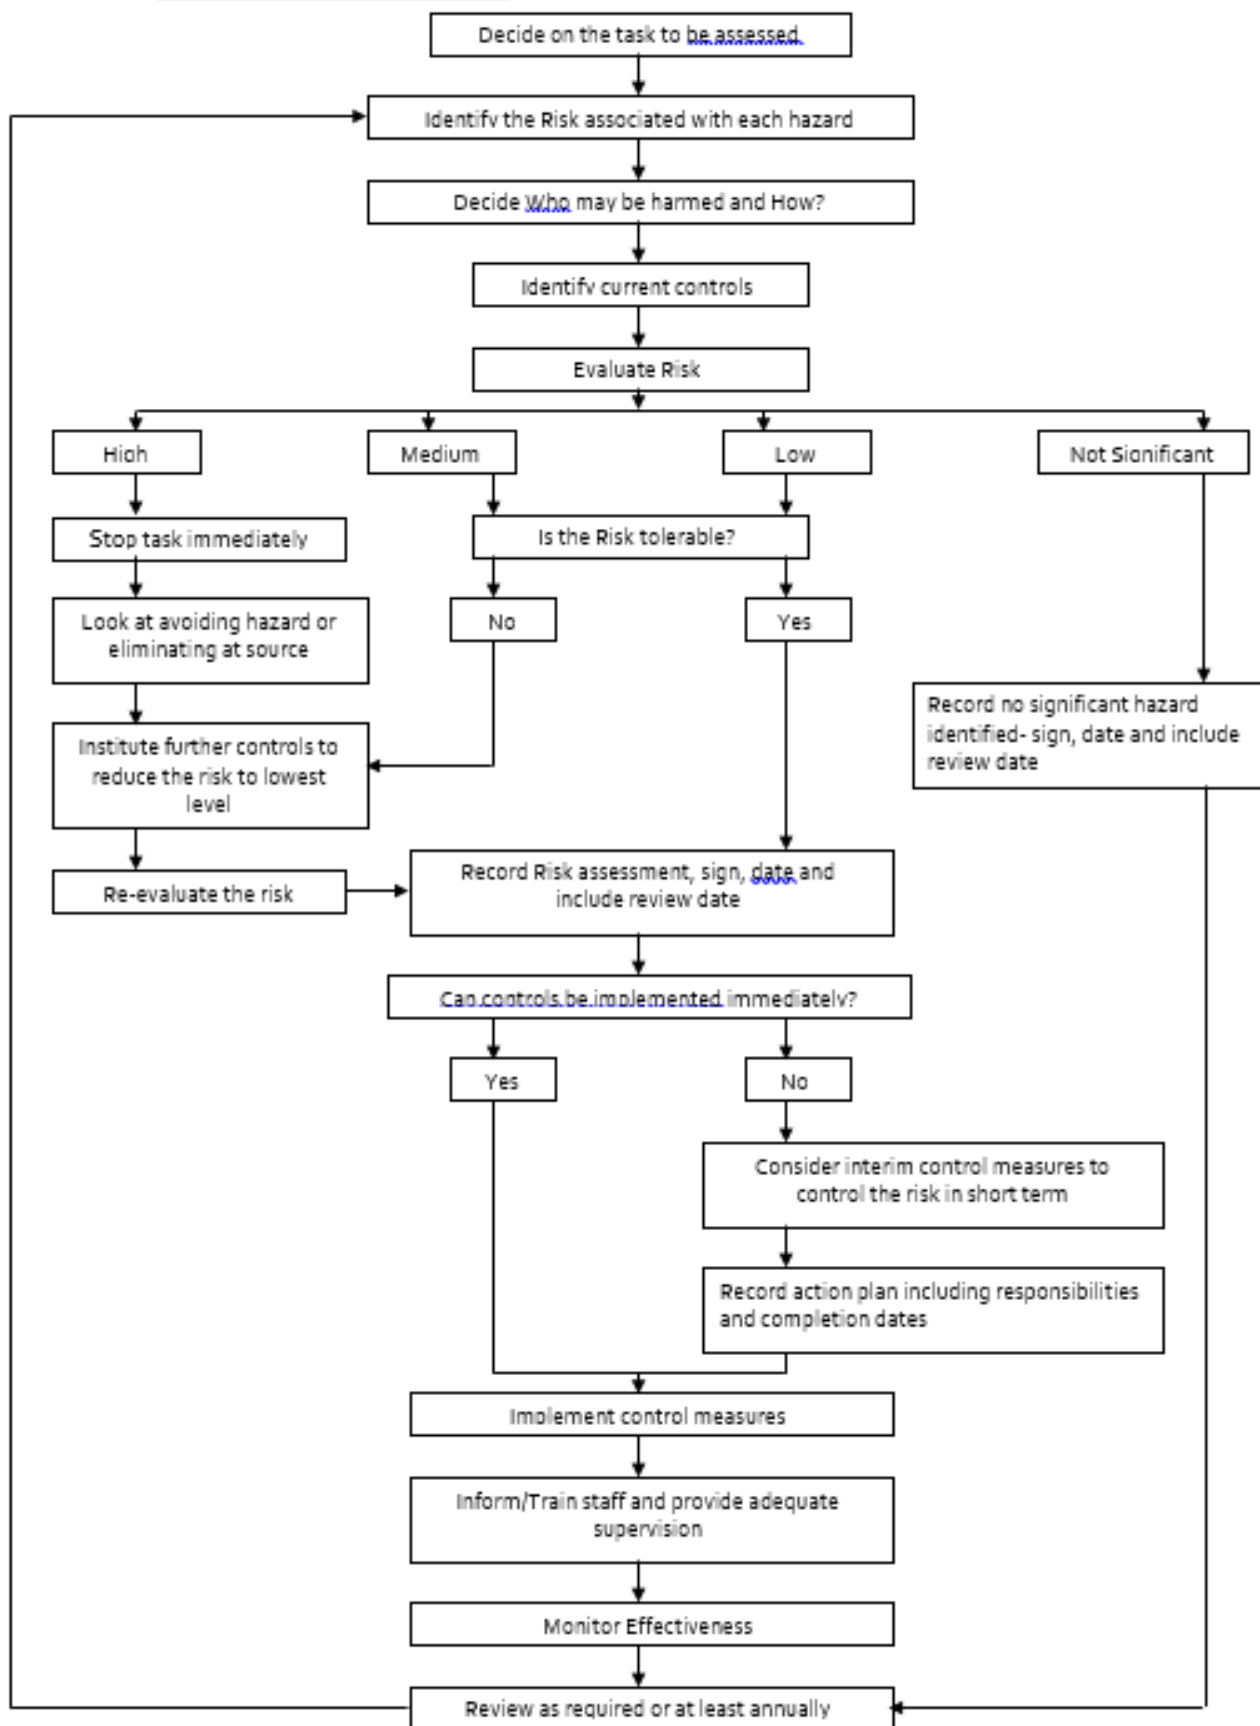 Decide on the task to be assessed
Identify the Risk associated with each hazard
Decide Who may be harmed and How?
Identify current controls
Evaluate Risk
High
Medium
Low
Not Significant
Stop task immediately
Is the Risk tolerable?
Look at avoiding hazard or
eliminating at source
No
Yes
Record no significant hazard
identified- sign, date and include
review date
Institute further controls to
reduce the risk to lowest
level
Re-evaluate the risk
Record Risk assessment, sign, date and
include review date
Can controls be implemented immediately?
Yes
No
Consider interim control measures to
control the risk in short term
Record action plan including responsibilities
and completion dates
Implement control measures
Inform/Train staff and provide adequate
supervision
Monitor Effectiveness
Review as required or at least annually